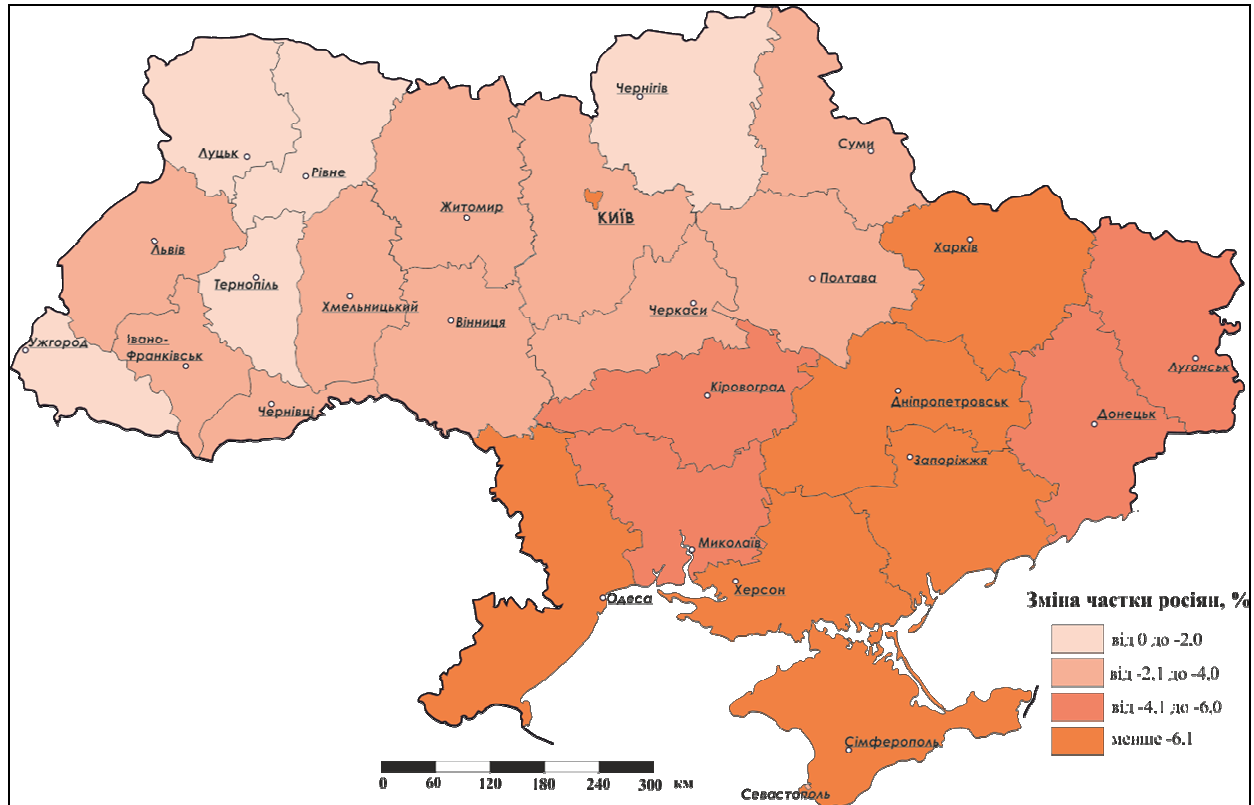 Чернігів
Суми
Луцьк
Рівне
Житомир
КИЇВ
Львів
Харків
Тернопіль
Полтава
Хмельницький
Вінниця
Черкаси
Ужгород
Івано-
Франківськ
Луганськ
Чернівці
Кіровоград
Дніпропетровськ
Донецьк
Запоріжжя
Миколаїв
Херсон
Одеса
Зміна частки росіян, %
від 0 до -2.0
від -2,1 до -4,0
від -4,1 до -6,0
менше -6.1
Сімферополь
Севастополь
0 60 120 180 240 300 км